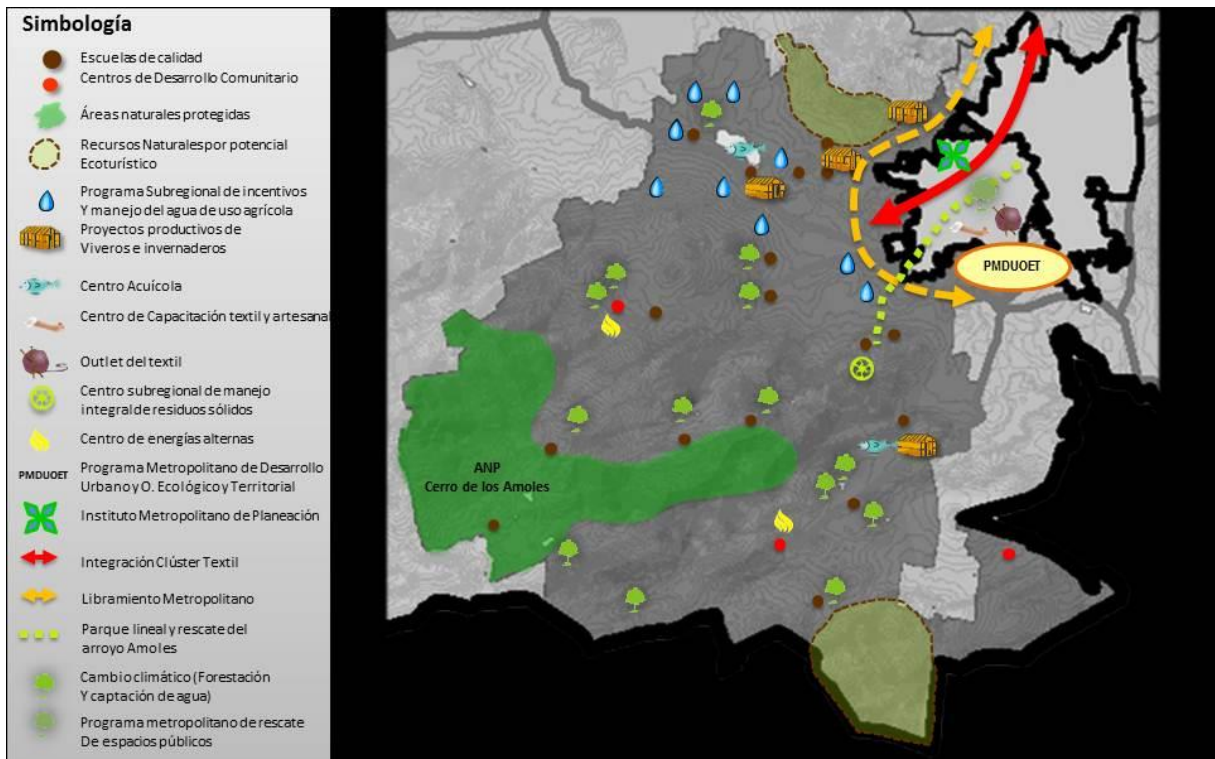 Simbología
Escuelas de calidad
Centros de Desarrollo Comunitario
Áreas naturales protegidas
Recursos Naturales por potencial
Ecoturístico
Programa Subregional de incentivos
Y manejo del agua de uso agrícola
Proyectos productivos de
Viveros e invernaderos
Centro Acuícola
Centro de Capacitación textil y artesanal
Outlet del textil
Centro subregional de manejo
integral de residuos sólidos
Centro de energías alternas
PMDUOET
Programa Metropolitano de Desarrollo
Urbano y O. Ecológico y Territorial
Instituto Metropolitano de Planeación
Integración Clúster Textil
Libramiento Metropolitano
Parque lineal y rescate del
arroyo Amoles
Cambio climático (Forestación
Y captación de agua)
Programa metropolitano de rescate
De espacios públicos
PMDUOET
ANP
Cerro de los Amoles